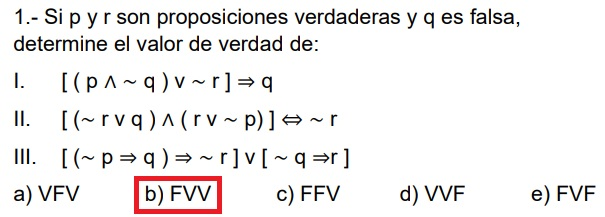 1.- Si p y r son proposiciones verdaderas y q es falsa,
determine el valor de verdad de:
I. [ ( p ∧ ~ q ) v ~ r ] ⇒ q
II. [ (~ r v q ) ∧ ( r v ~ p) ] ⇔ ~ r
III. [ (~ p ⇒ q ) ⇒ ~ r ] v [ ~ q ⇒r ]
a) VFV b) FVV c) FFV d) VVF e) FVF